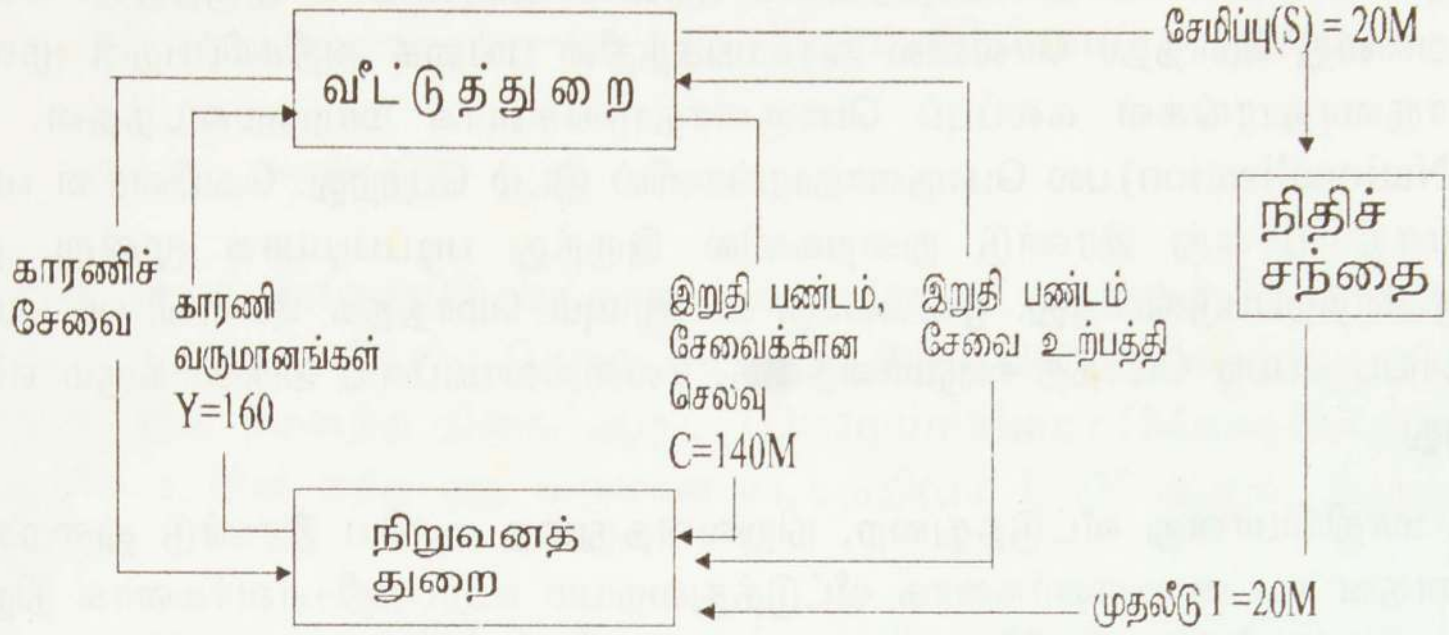 சேமிப்பு(S) = 20M
வீட்டுத்துறை
நிதிச்
சந்தை
காரணிச்
சேவை
காரணி
வருமானங்கள்
Y=160
இறுதி பண்டம்,
சேவைக்கான
செலவு
C=140M
இறுதி பண்டம்
சேவை உற்பத்தி
நிறுவனத்
துறை
முதலீடு I =20M